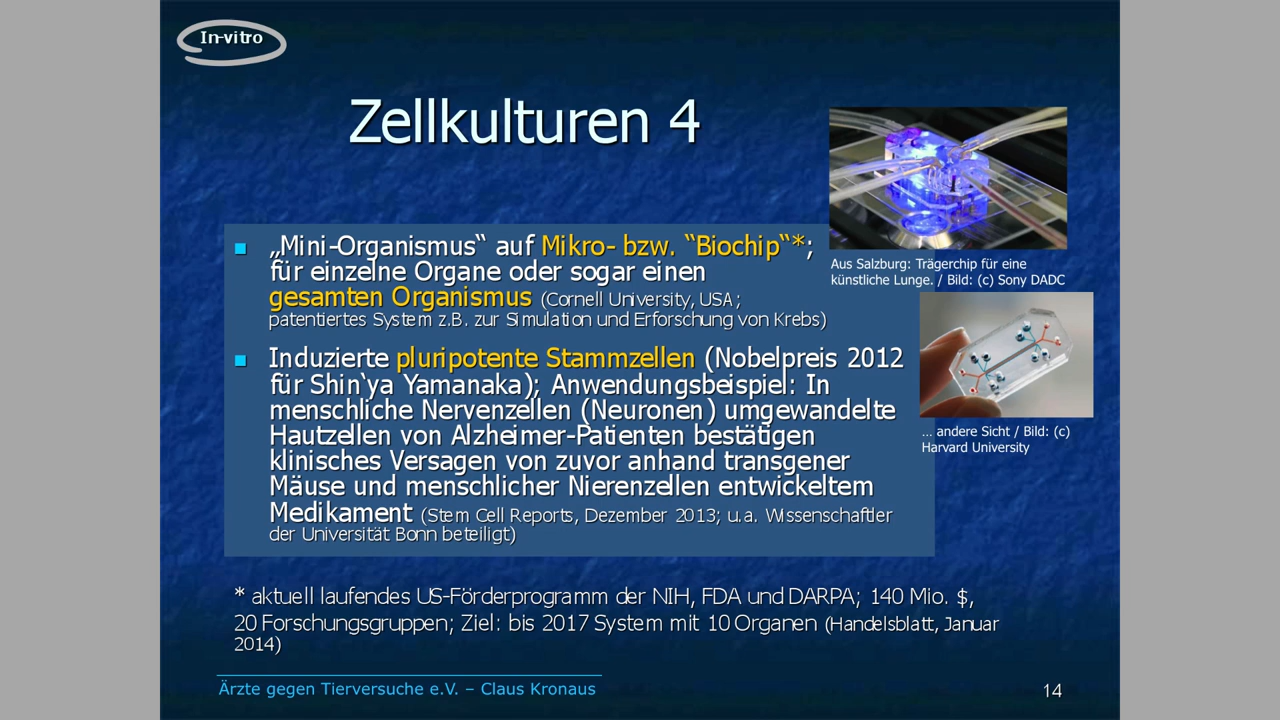 In-vitro
Zellkulturen 4
„Mini-Organismus“ auf Mikro- bzw. “Biochip“*;
für einzelne Organe oder sogar einen
gesamten Organismus (Cornell University, USA;
patentiertes System z.B. zur Simulation und Erforschung von Krebs)
Induzierte pluripotente Stammzellen (Nobelpreis 2012
für Shin‘ya Yamanaka); Anwendungsbeispiel: In
menschliche Nervenzellen (Neuronen) umgewandelte
Hautzellen von Alzheimer-Patienten bestätigen
klinisches Versagen von zuvor anhand transgener
Mäuse und menschlicher Nierenzellen entwickeltem
Medikament (Stem Cell Reports, Dezember 2013; u.a. Wissenschaftler
der Universität Bonn beteiligt)
Aus Salzburg: Trägerchip für eine
künstliche Lunge. / Bild: (c) Sony DADC
... andere Sicht / Bild: (c)
Harvard University
* aktuell laufendes US-Förderprogramm der NIH, FDA und DARPA; 140 Mio. $,
20 Forschungsgruppen; Ziel: bis 2017 System mit 10 Organen (Handelsblatt, Januar
2014)
Ärzte gegen Tierversuche e.V. – Claus Kronaus
14